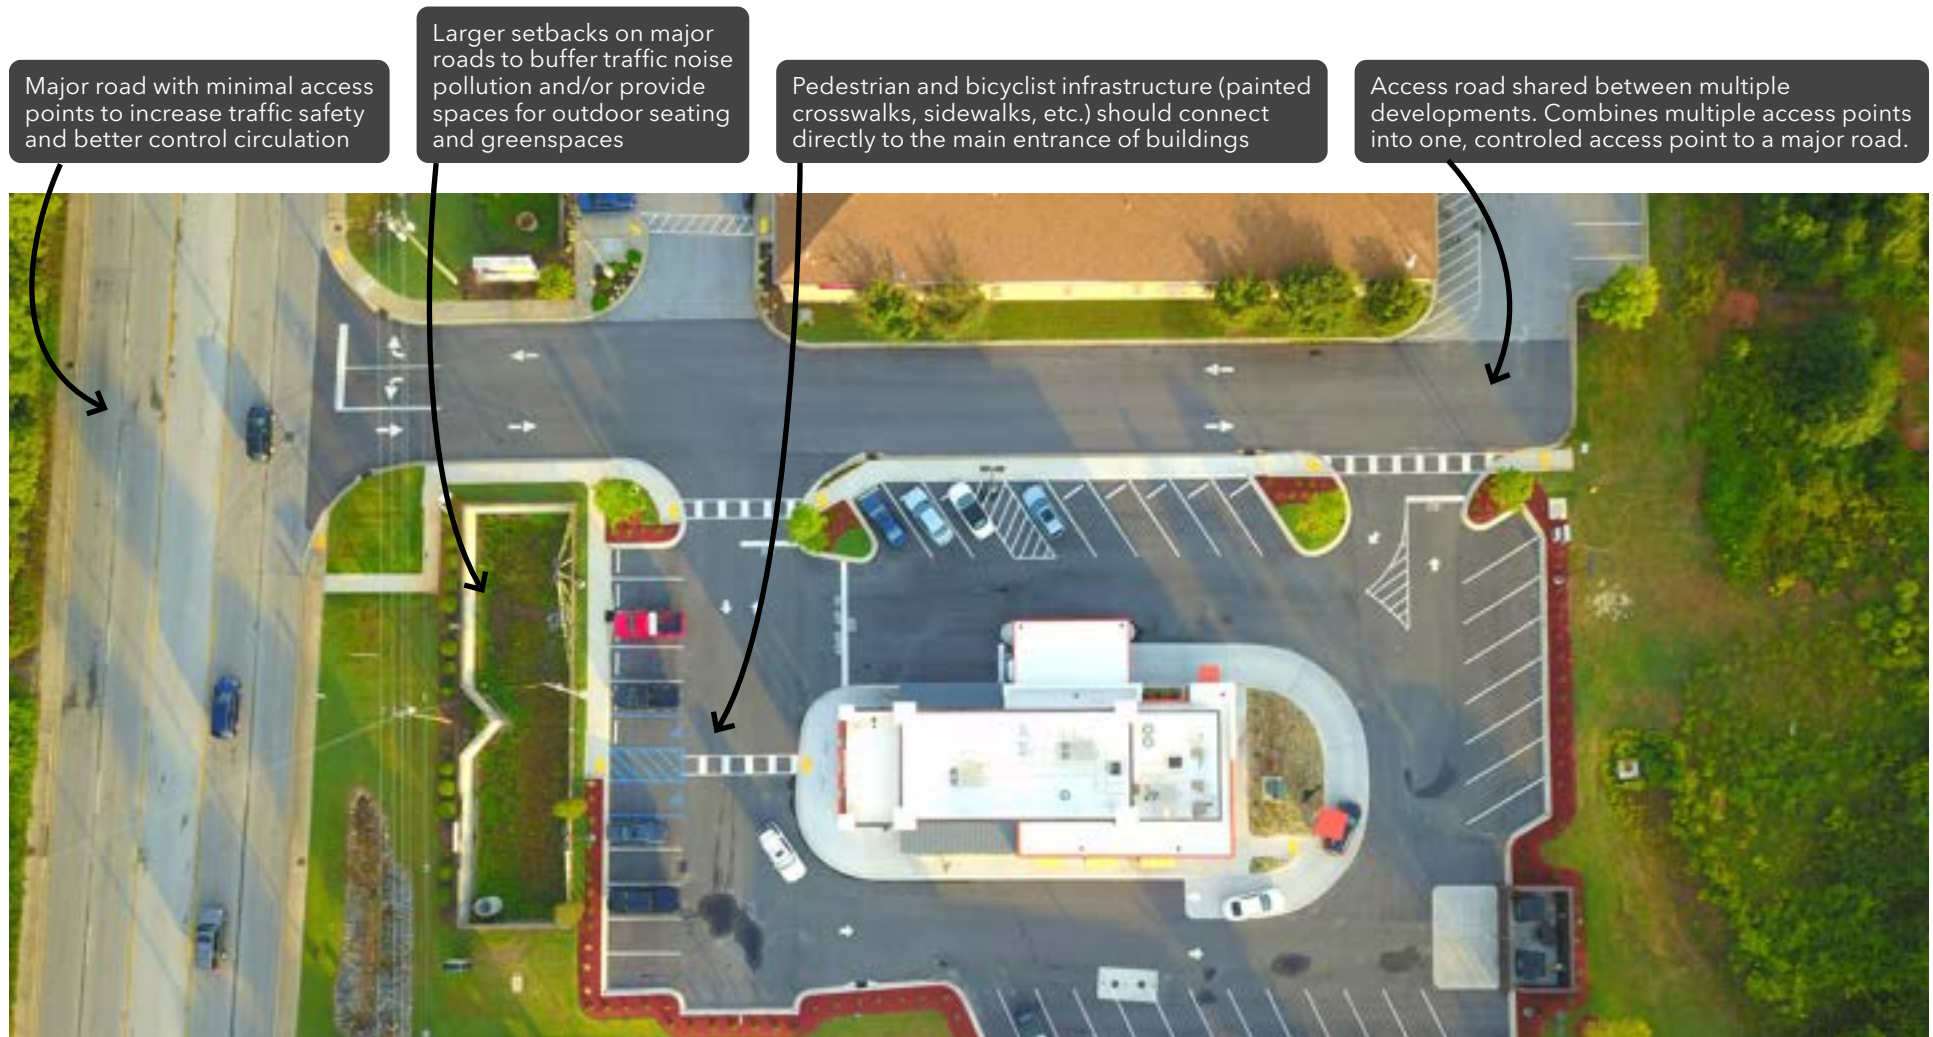 Major road with minimal access
points to increase traffic safety
and better control circulation
Larger setbacks on major
roads to buffer traffic noise
pollution and/or provide
spaces for outdoor seating
and greenspaces
Pedestrian and bicyclist infrastructure (painted
crosswalks, sidewalks, etc.) should connect
directly to the main entrance of buildings
Access road shared between multiple
developments. Combines multiple access points
into one, controled access point to a major road.